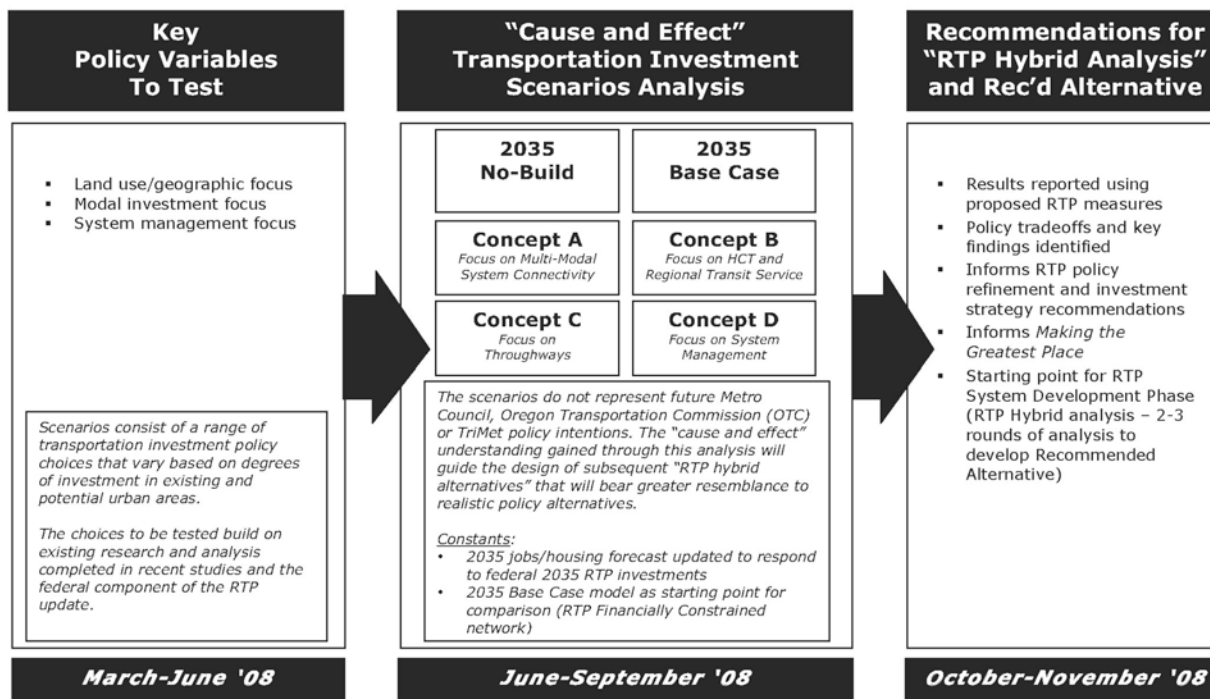 Key
Policy Variables
To Test
▪ Land use/geographic focus
▪ Modal investment focus
▪ System management focus
Scenarios consist of a range of
transportation investment policy
choices that vary based on degrees
of investment in existing and
potential urban areas.
The choices to be tested build on
existing research and analysis
completed in recent studies and the
federal component of the RTP
update.
March-June '08
“Cause and Effect”
Transportation Investment
Scenarios Analysis
2035
No-Build
2035
Base Case
Concept A
Focus on Multi-Modal
System Connectivity
Concept B
Focus on HCT and
Regional Transit Service
Concept C
Focus on
Throughways
Concept D
Focus on System
Management
The scenarios do not represent future Metro
Council, Oregon Transportation Commission (OTC)
or TriMet policy intentions. The “cause and effect”
understanding gained through this analysis will
guide the design of subsequent “RTP hybrid
alternatives” that will bear greater resemblance to
realistic policy alternatives.
Constants:
• 2035 jobs/housing forecast updated to respond
to federal 2035 RTP investments
• 2035 Base Case model as starting point for
comparison (RTP Financially Constrained
network)
June-September '08
Recommendations for
“RTP Hybrid Analysis”
and Rec’d Alternative
▪ Results reported using
proposed RTP measures
▪ Policy tradeoffs and key
findings identified
▪ Informs RTP policy
refinement and investment
strategy recommendations
▪ Informs Making the
Greatest Place
▪ Starting point for RTP
System Development Phase
(RTP Hybrid analysis – 2-3
rounds of analysis to
develop Recommended
Alternative)
October-November '08